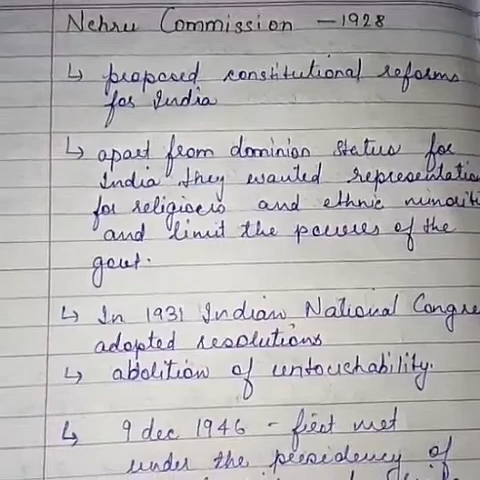 Nehru Commission - 1928
↳ proposed constitutional reforms
for India
↳ apart from dominion status for
India they wanted representation
for religious and ethnic minoriti
and limit the powers of the
govt.
↳ In 1931 Indian National Congre
adopted resolutions
↳ abolition of untouchability.
↳ 9 dec 1946 - first met
under the presidency of